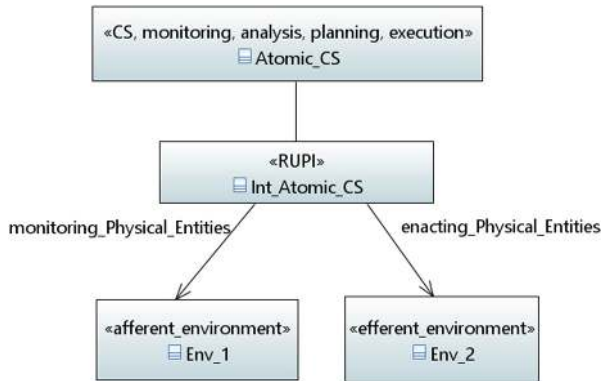 «CS, monitoring, analysis, planning, execution»
Atomic_CS
«RUPI»
Int_Atomic_CS
monitoring_Physical_Entities
enacting_Physical_Entities
«afferent_environment»
Env_1
«efferent_environment»
Env_2